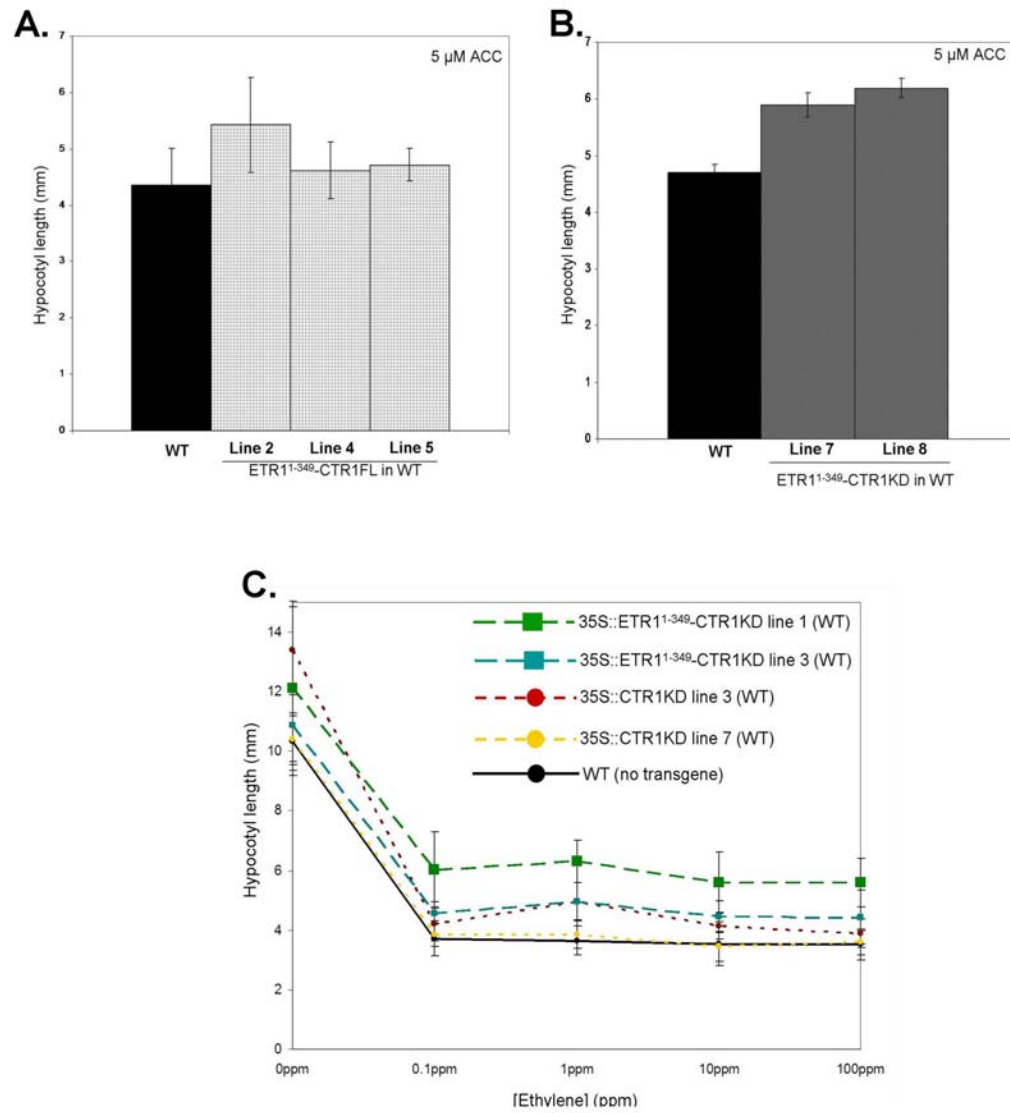 A.
7
6
5
4
3
2
1
0
Hypocotyl length (mm)
5 µM ACC
WT
Line 2
Line 4
Line 5
ETR1¹⁻³⁴⁹-CTR1FL in WT
B.
7
6
5
4
3
2
1
0
Hypocotyl length (mm)
5 µM ACC
WT
Line 7
Line 8
ETR1¹⁻³⁴⁹-CTR1KD in WT
C.
14
12
10
8
6
4
2
0
Hypocotyl length (mm)
35S::ETR1¹⁻³⁴⁹-CTR1KD line 1 (WT)
35S::ETR1¹⁻³⁴⁹-CTR1KD line 3 (WT)
35S::CTR1KD line 3 (WT)
35S::CTR1KD line 7 (WT)
WT (no transgene)
0ppm
0.1ppm
1ppm
10ppm
100ppm
[Ethylene] (ppm)